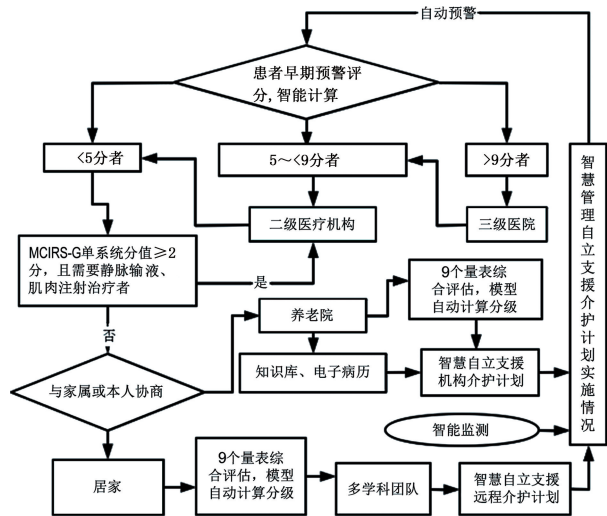 自动预警
患者早期预警评
分,智能计算
<5分者
5～<9分者
>9分者
二级医疗机构
三级医院
MCIRS-G单系统分值≥2
分，且需要静脉输液、
肌肉注射治疗者
是
否
9个量表综
合评估，模型
自动计算分级
养老院
知识库、电子病历
智慧自立支援
机构介护计划
与家属或本人协商
智能监测
居家
9个量表综
合评估，模型
自动计算分级
多学科团队
智慧自立支援
远程介护计划
智慧管理自立支援介护计划实施情况